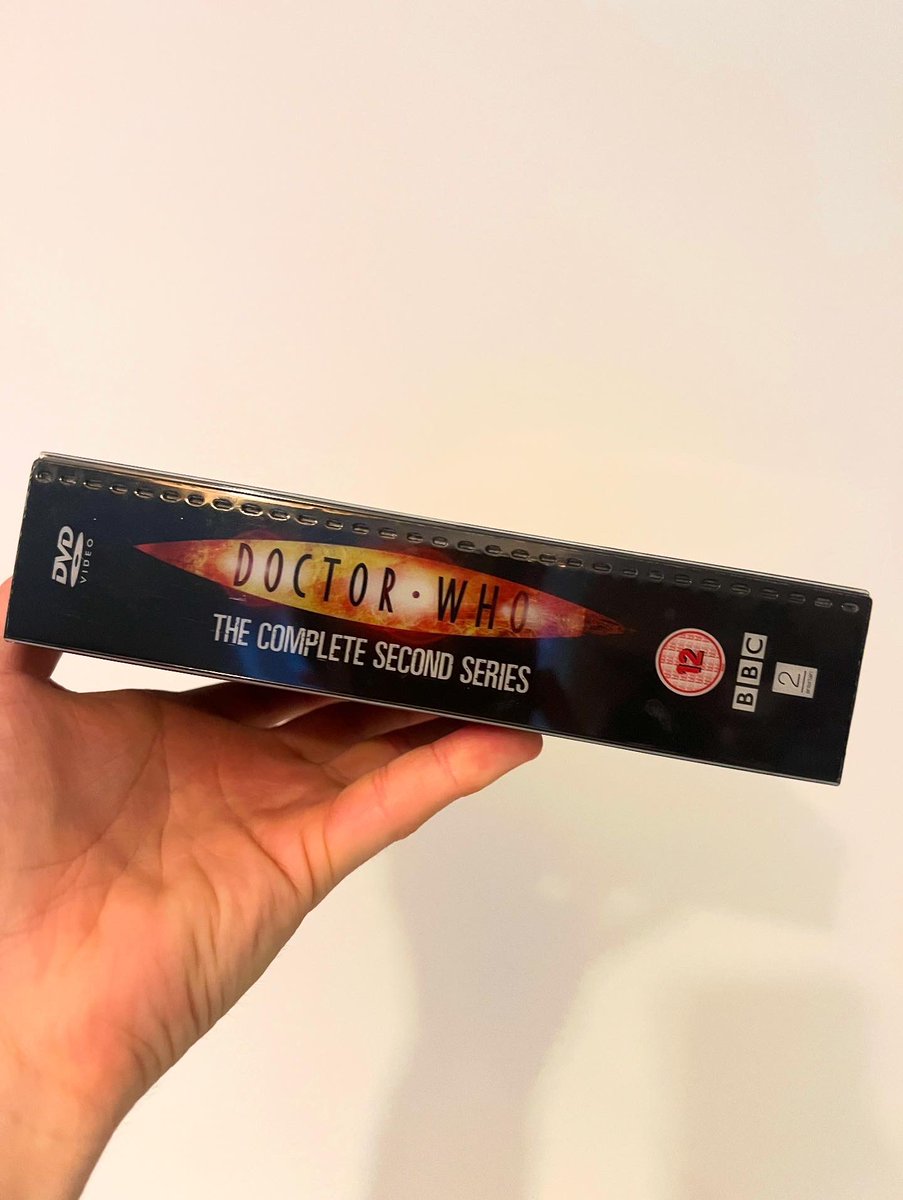 DVD
VIDEO
DOCTOR · WHO
THE COMPLETE SECOND SERIES
12
BBC
2